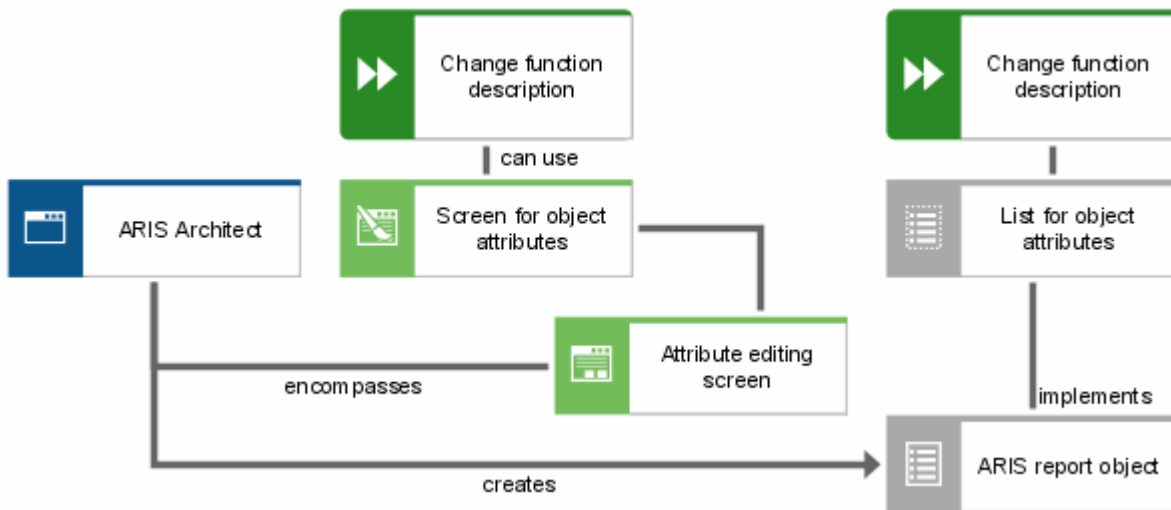 Change function
description
Change function
description
can use
ARIS Architect
Screen for object
attributes
List for object
attributes
Attribute editing
screen
encompasses
implements
ARIS report object
creates